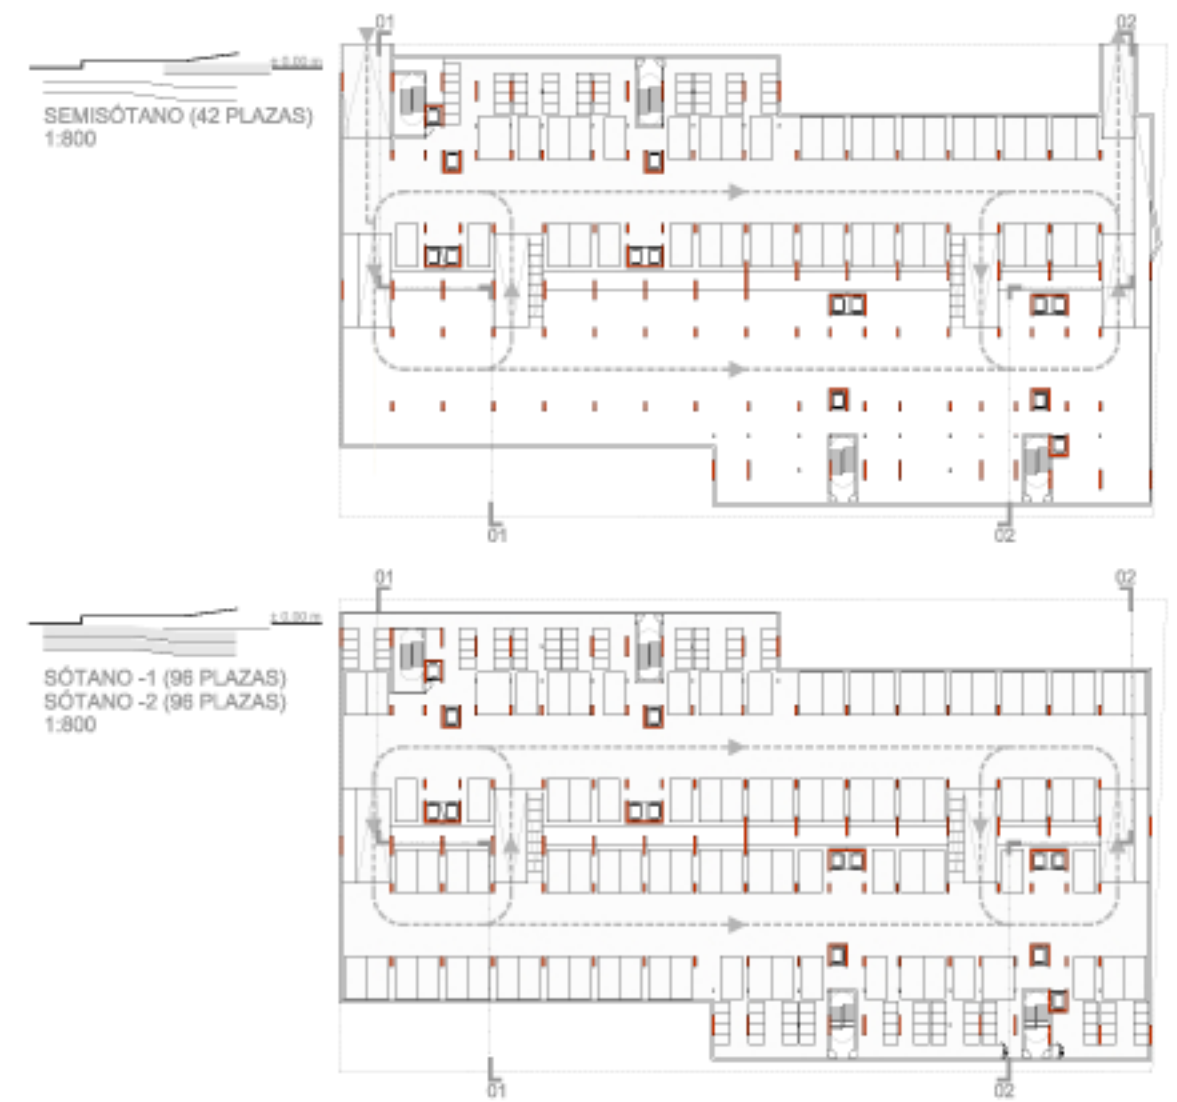 01
02
± 0.00 m
SEMISÓTANO (42 PLAZAS)
1:800
01
02
01
02
± 0.00 m
SÓTANO -1 (96 PLAZAS)
SÓTANO -2 (96 PLAZAS)
1:800
01
02